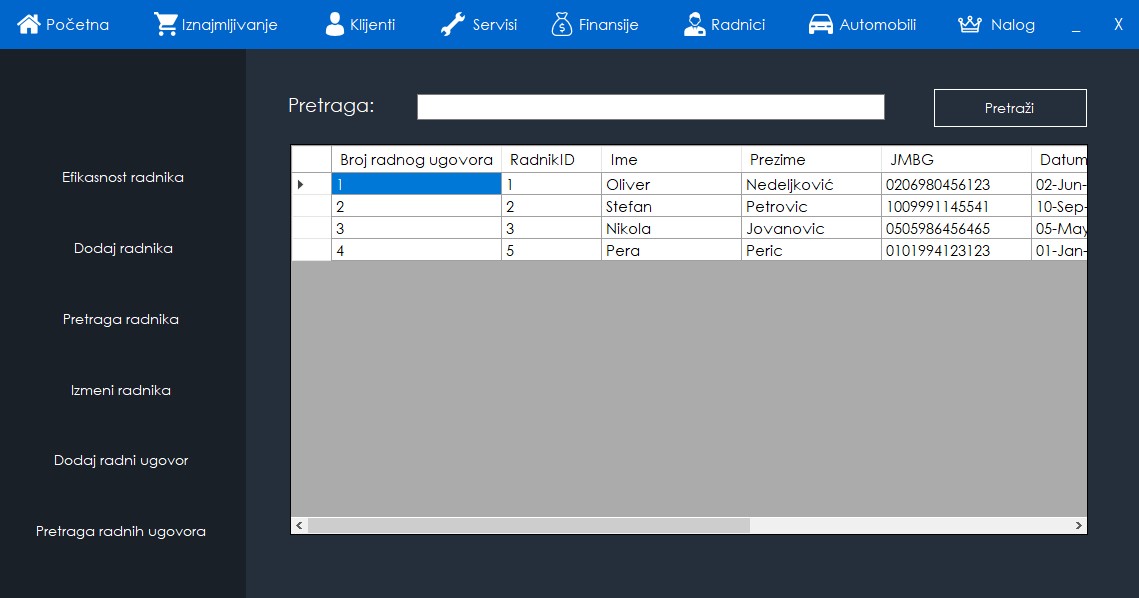 Početna Iznajmljivanje Klijenti Servisi Finansije Radnici Automobili Nalog _ X
Pretraga: Pretraži
Efikasnost radnika
Dodaj radnika
Pretraga radnika
Izmeni radnika
Dodaj radni ugovor
Pretraga radnih ugovora
Broj radnog ugovora RadnikID Ime Prezime JMBG Datum
1 1 Oliver Nedeljković 0206980456123 02-Jun-
2 2 Stefan Petrovic 1009991145541 10-Sep-
3 3 Nikola Jovanovic 0505986456465 05-May
4 5 Pera Peric 0101994123123 01-Jan-